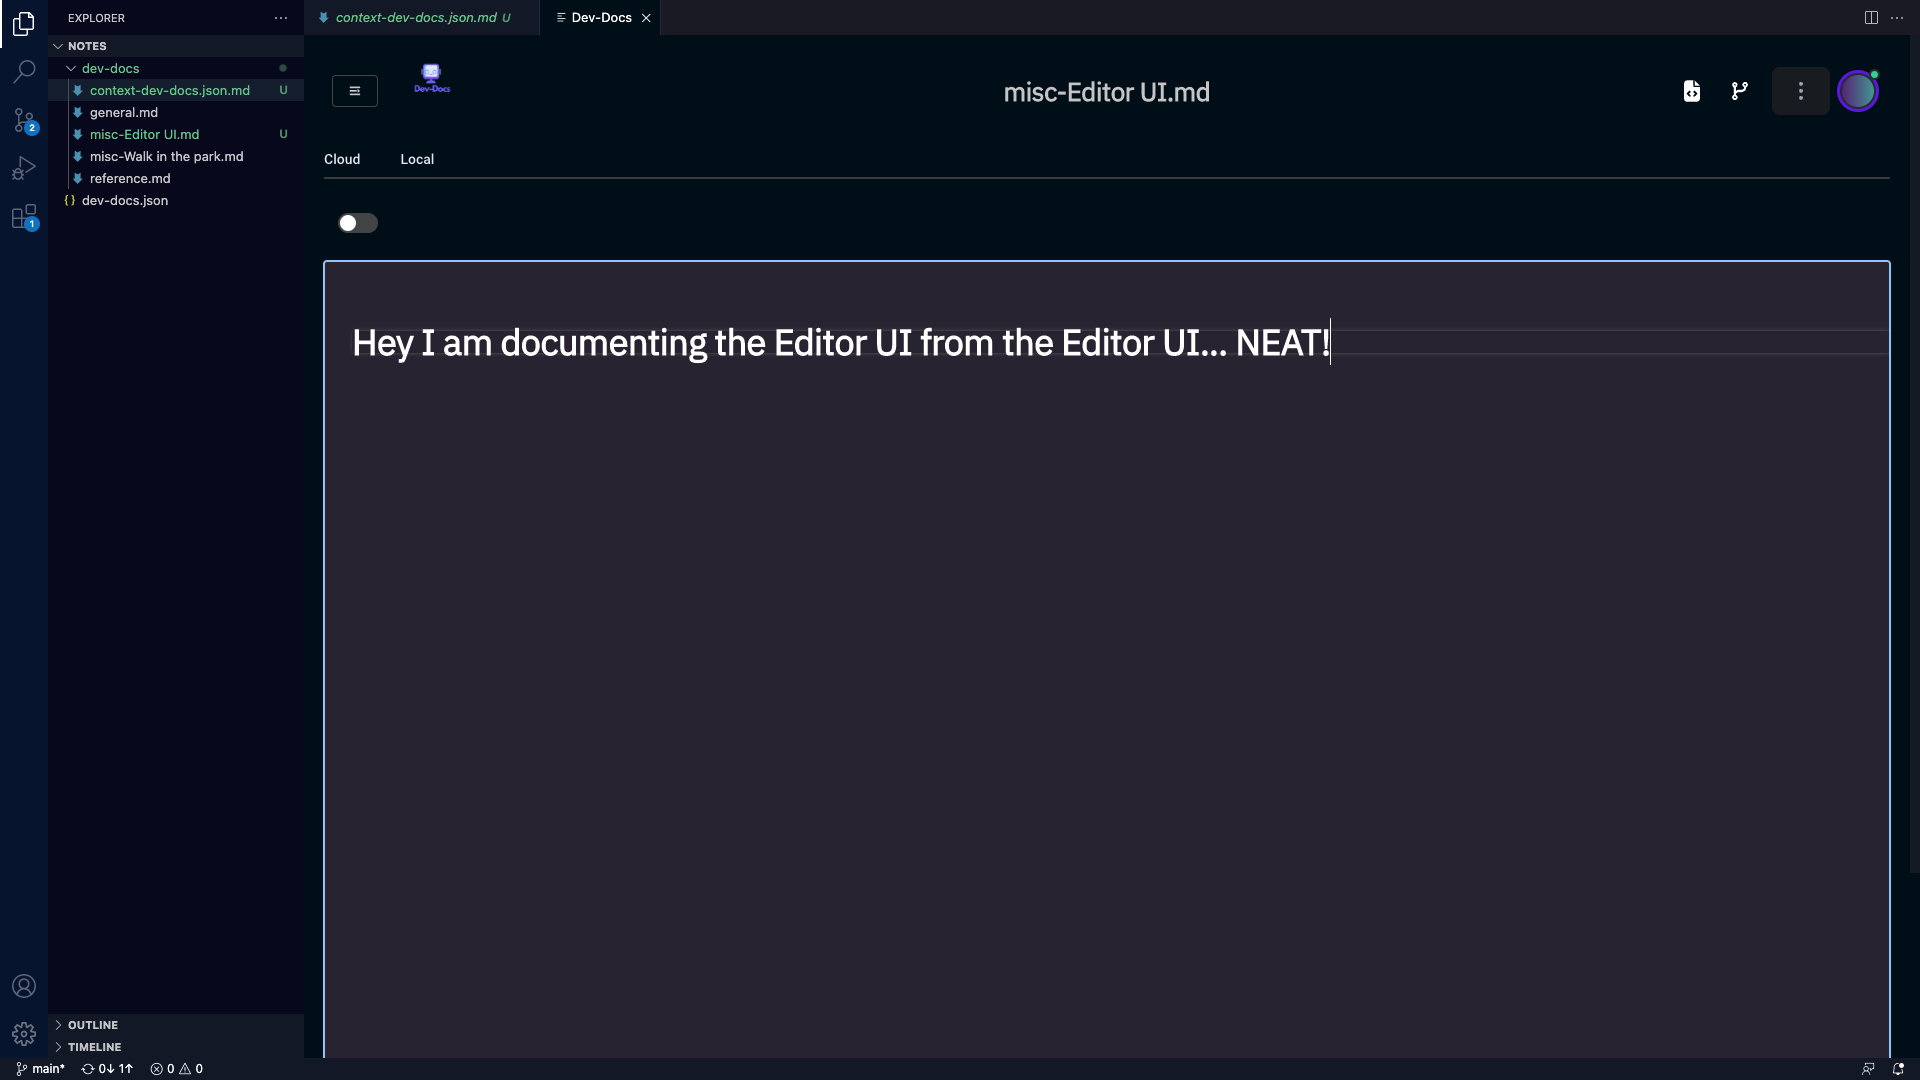 EXPLORER
NOTES
dev-docs
context-dev-docs.json.md U
general.md
misc-Editor UI.md U
misc-Walk in the park.md
reference.md
{} dev-docs.json
2
1
OUTLINE
TIMELINE
context-dev-docs.json.md U
Dev-Docs
Dev-Docs
misc-Editor UI.md
Cloud Local
Hey I am documenting the Editor UI from the Editor UI... NEAT!
main* 0↓ 1↑ 0 0